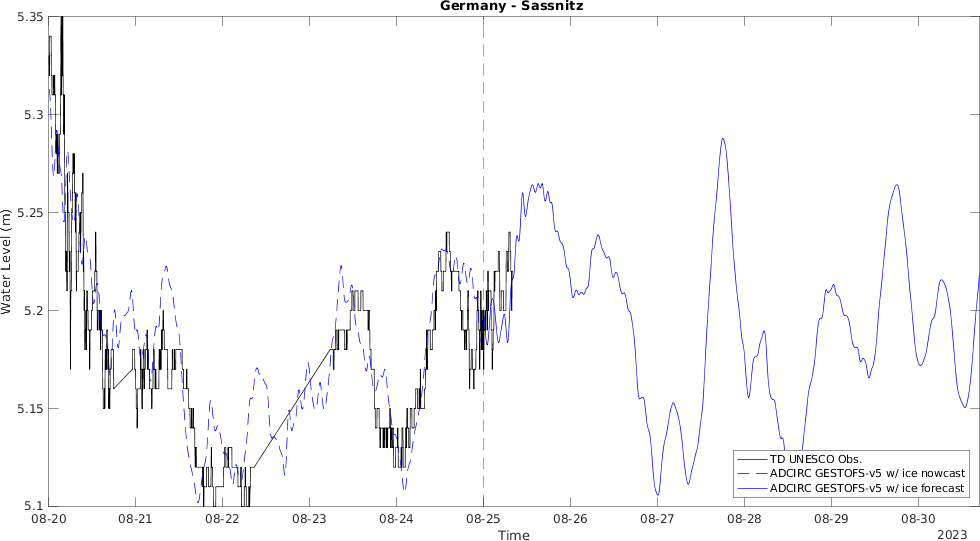 Germany - Sassnitz
Water Level (m)
5.35
5.3
5.25
5.2
5.15
5.1
08-20 08-21 08-22 08-23 08-24 08-25 08-26 08-27 08-28 08-29 08-30
Time
2023
TD UNESCO Obs.
ADCIRC GESTOFS-v5 w/ ice nowcast
ADCIRC GESTOFS-v5 w/ ice forecast